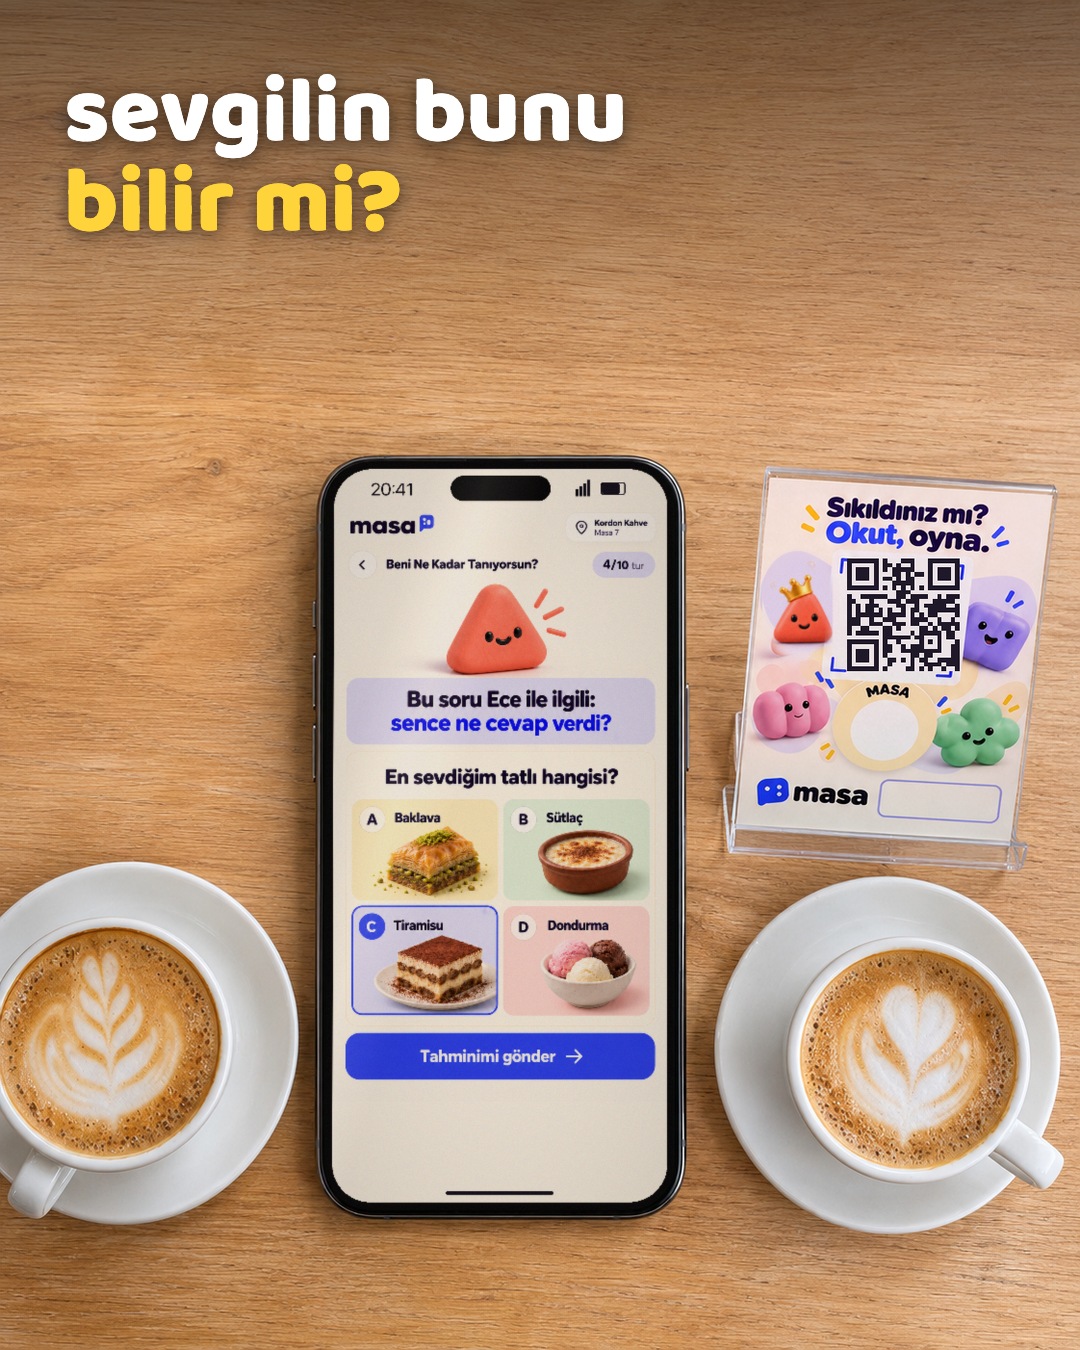 sevgilin bunu
bilir mi?
20:41
masa
Kordon Kahve
Masa 7
Beni Ne Kadar Tanıyorsun?
4/10 tur
Bu soru Ece ile ilgili:
sence ne cevap verdi?
En sevdiğim tatlı hangisi?
A Baklava
B Sütlaç
C Tiramisu
D Dondurma
Tahminimi gönder →
Sıkıldınız mı?
Okut, oyna.
MASA
masa